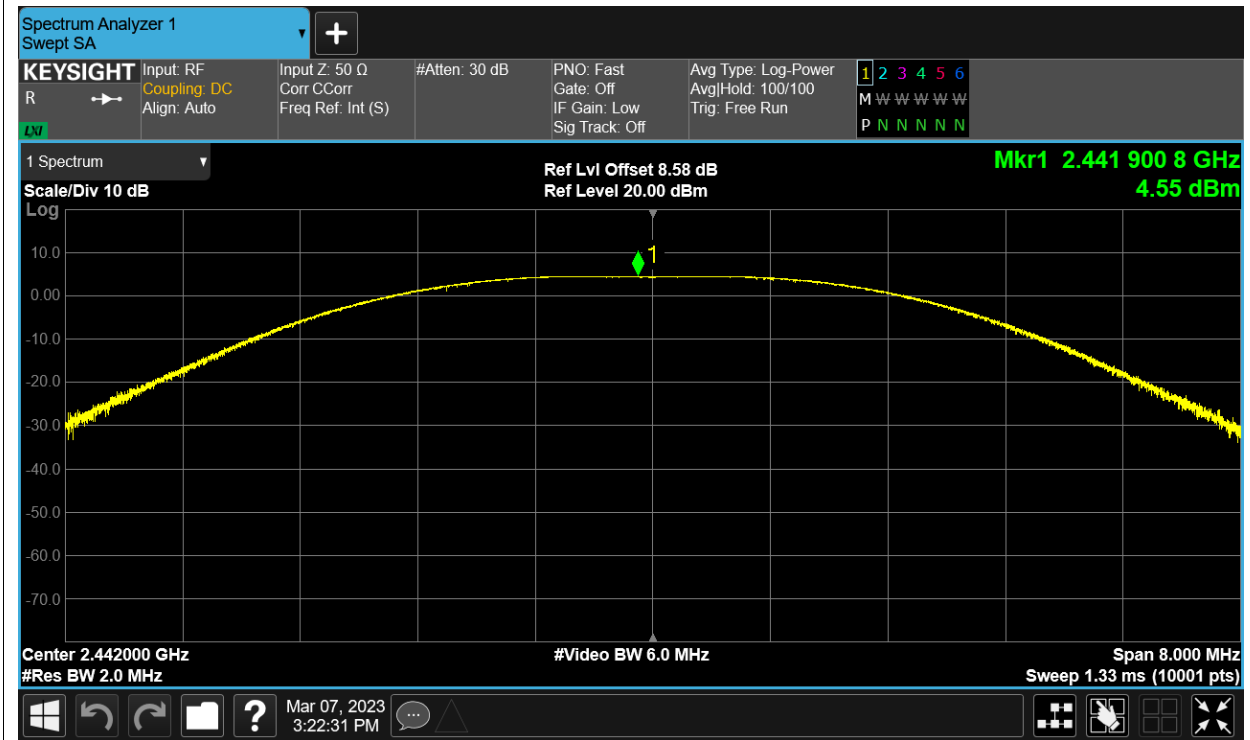 Spectrum Analyzer 1
Swept SA
+
KEYSIGHT
R
LXI
Input: RF
Coupling: DC
Align: Auto
Input Z: 50 Ω
Corr CCorr
Freq Ref: Int (S)
#Atten: 30 dB
PNO: Fast
Gate: Off
IF Gain: Low
Sig Track: Off
Avg Type: Log-Power
Avg|Hold: 100/100
Trig: Free Run
1 2 3 4 5 6
M W W W W W
P N N N N N
1 Spectrum
Scale/Div 10 dB
Ref Lvl Offset 8.58 dB
Ref Level 20.00 dBm
Mkr1 2.441 900 8 GHz
4.55 dBm
Log
1
10.0
0.00
-10.0
-20.0
-30.0
-40.0
-50.0
-60.0
-70.0
Center 2.442000 GHz
#Res BW 2.0 MHz
#Video BW 6.0 MHz
Span 8.000 MHz
Sweep 1.33 ms (10001 pts)
?
Mar 07, 2023
3:22:31 PM